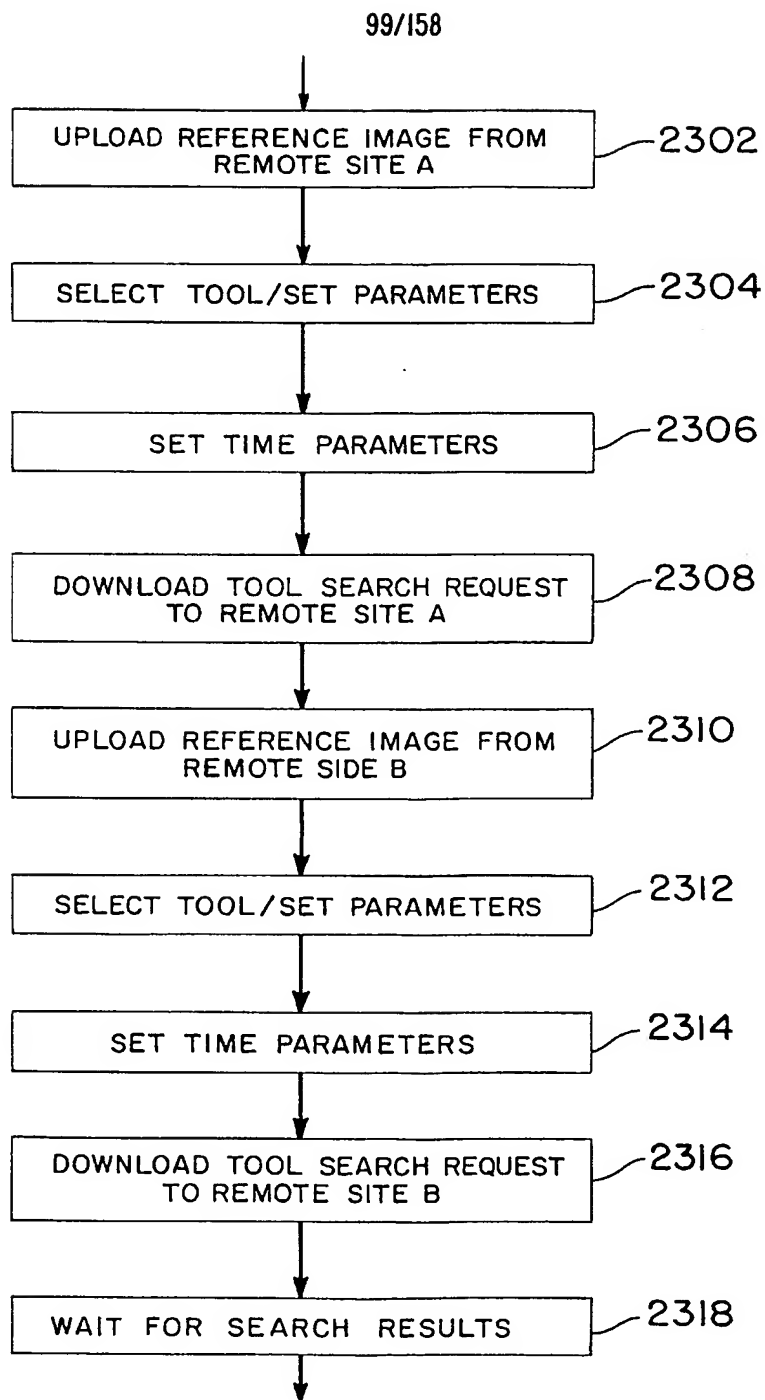 99/158
UPLOAD REFERENCE IMAGE FROM
REMOTE SITE A
2302
SELECT TOOL/SET PARAMETERS
2304
SET TIME PARAMETERS
2306
DOWNLOAD TOOL SEARCH REQUEST
TO REMOTE SITE A
2308
UPLOAD REFERENCE IMAGE FROM
REMOTE SIDE B
2310
SELECT TOOL/SET PARAMETERS
2312
SET TIME PARAMETERS
2314
DOWNLOAD TOOL SEARCH REQUEST
TO REMOTE SITE B
2316
WAIT FOR SEARCH RESULTS
2318